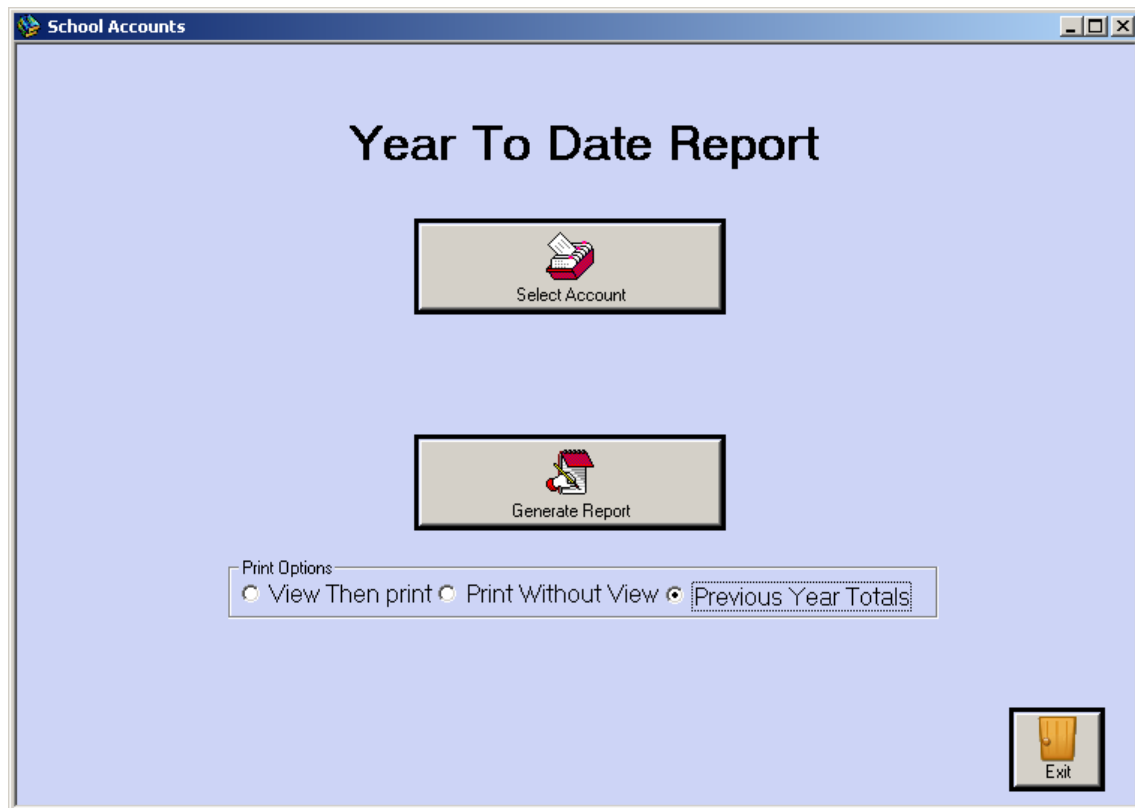 School Accounts
Year To Date Report
Select Account
Generate Report
Print Options
View Then print Print Without View Previous Year Totals
Exit